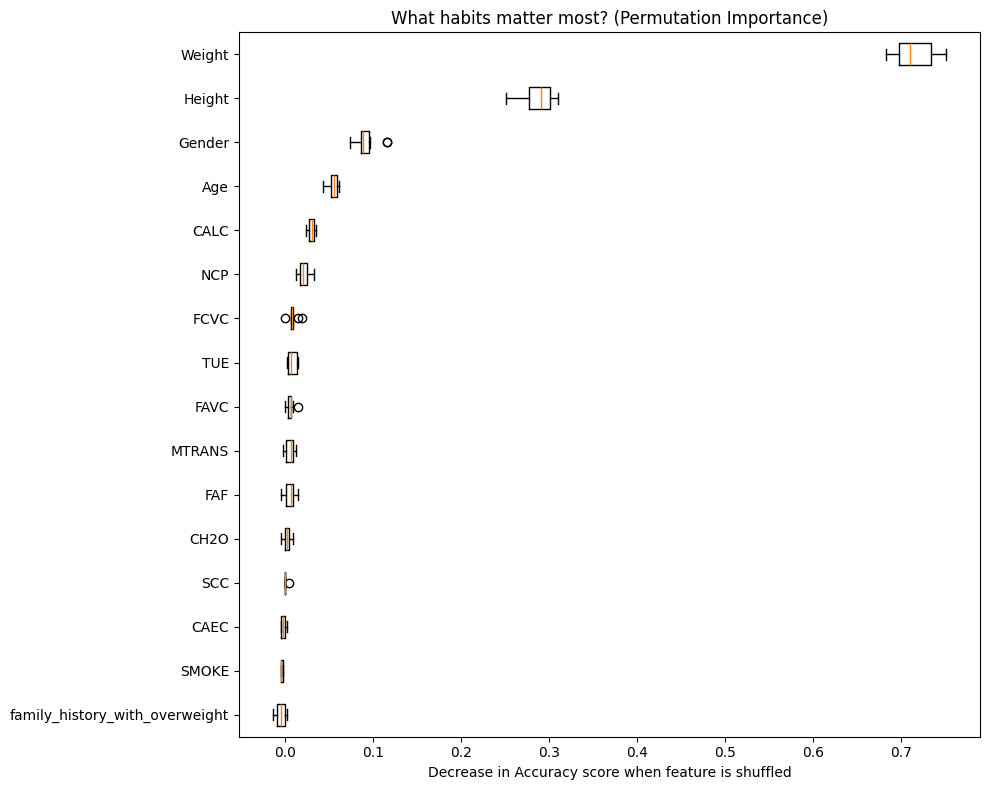 What habits matter most? (Permutation Importance)
Weight
Height
Gender
Age
CALC
NCP
FCVC
TUE
FAVC
MTRANS
FAF
CH2O
SCC
CAEC
SMOKE
family_history_with_overweight
0.0 0.1 0.2 0.3 0.4 0.5 0.6 0.7
Decrease in Accuracy score when feature is shuffled